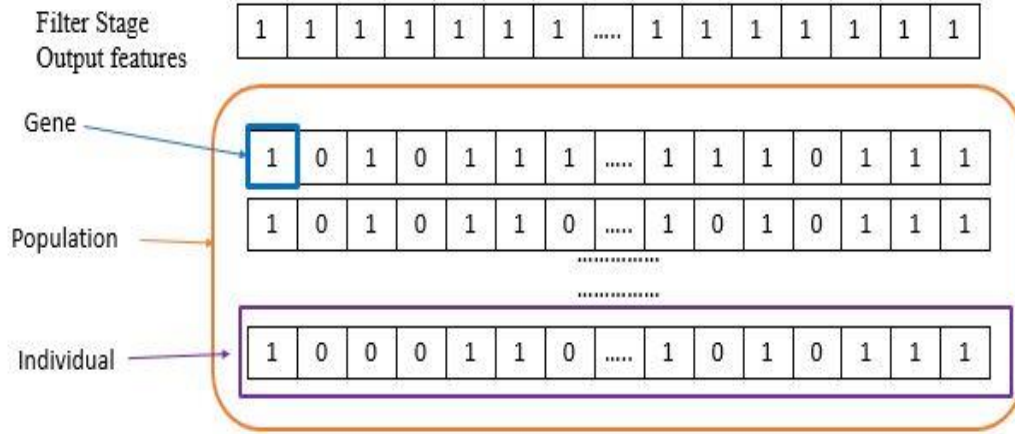 Filter Stage
Output features
1 1 1 1 1 1 1 ..... 1 1 1 1 1 1 1
Gene
1 0 1 0 1 1 1 ..... 1 1 1 0 1 1 1
Population
1 0 1 0 1 1 0 ..... 1 0 1 0 1 1 1
...............
...............
Individual
1 0 0 0 1 1 0 ..... 1 0 1 0 1 1 1